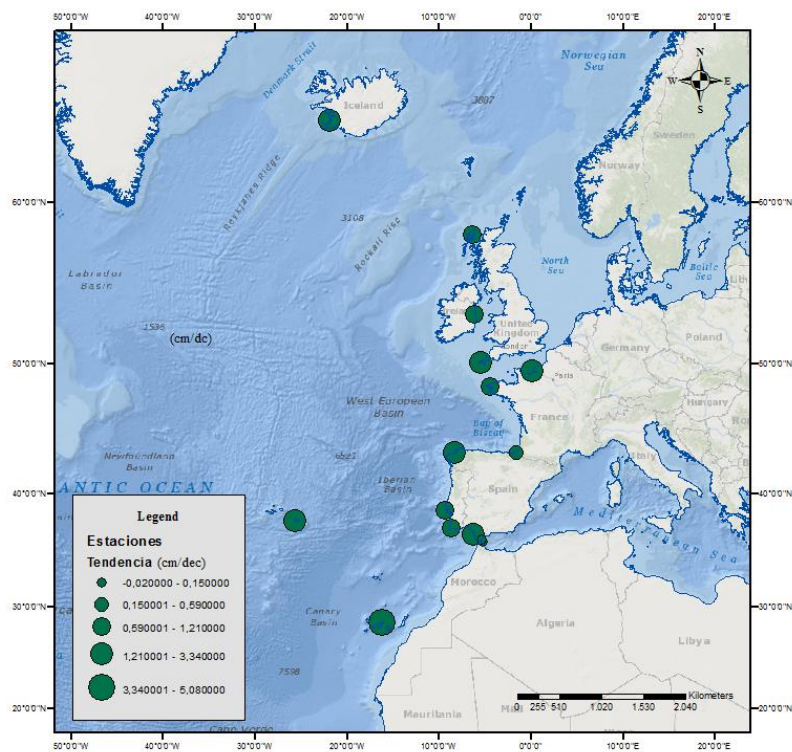 50°0'0"W 40°0'0"W 30°0'0"W 20°0'0"W 10°0'0"W 0°0'0"E 10°0'0"E 20°0'0"E
Norwegian
Sea
N
W E
S
Denmark Strait
Iceland
3807
Sweden
Norway
60°0'0"N
60°0'0"N
Reykjanes Ridge
3108
Rockall Rise
Labrador
Basin
North
Sea
Baltic
Sea
1536
(cm/dc)
United
Kingdom
London
Poland
Germany
50°0'0"N
50°0'0"N
Paris
West European
Basin
France
Hungary
Bay of
Biscay
Newfoundland
Basin
Italy
Iberian
Basin
Spain
40°0'0"N
40°0'0"N
ANTIC OCEAN
Mediterranean Sea
Legend
Estaciones
Tendencia (cm/dec)
-0,020000 - 0,150000
0,150001 - 0,590000
0,590001 - 1,210000
1,210001 - 3,340000
3,340001 - 5,080000
Morocco
30°0'0"N
30°0'0"N
Canary
Basin
Algeria
Libya
7598
Kilometers
0 255 510 1.020 1.530 2.040
Mauritania
20°0'0"N
20°0'0"N
Cabo Verde
50°0'0"W 40°0'0"W 30°0'0"W 20°0'0"W 10°0'0"W 0°0'0"E 10°0'0"E 20°0'0"E